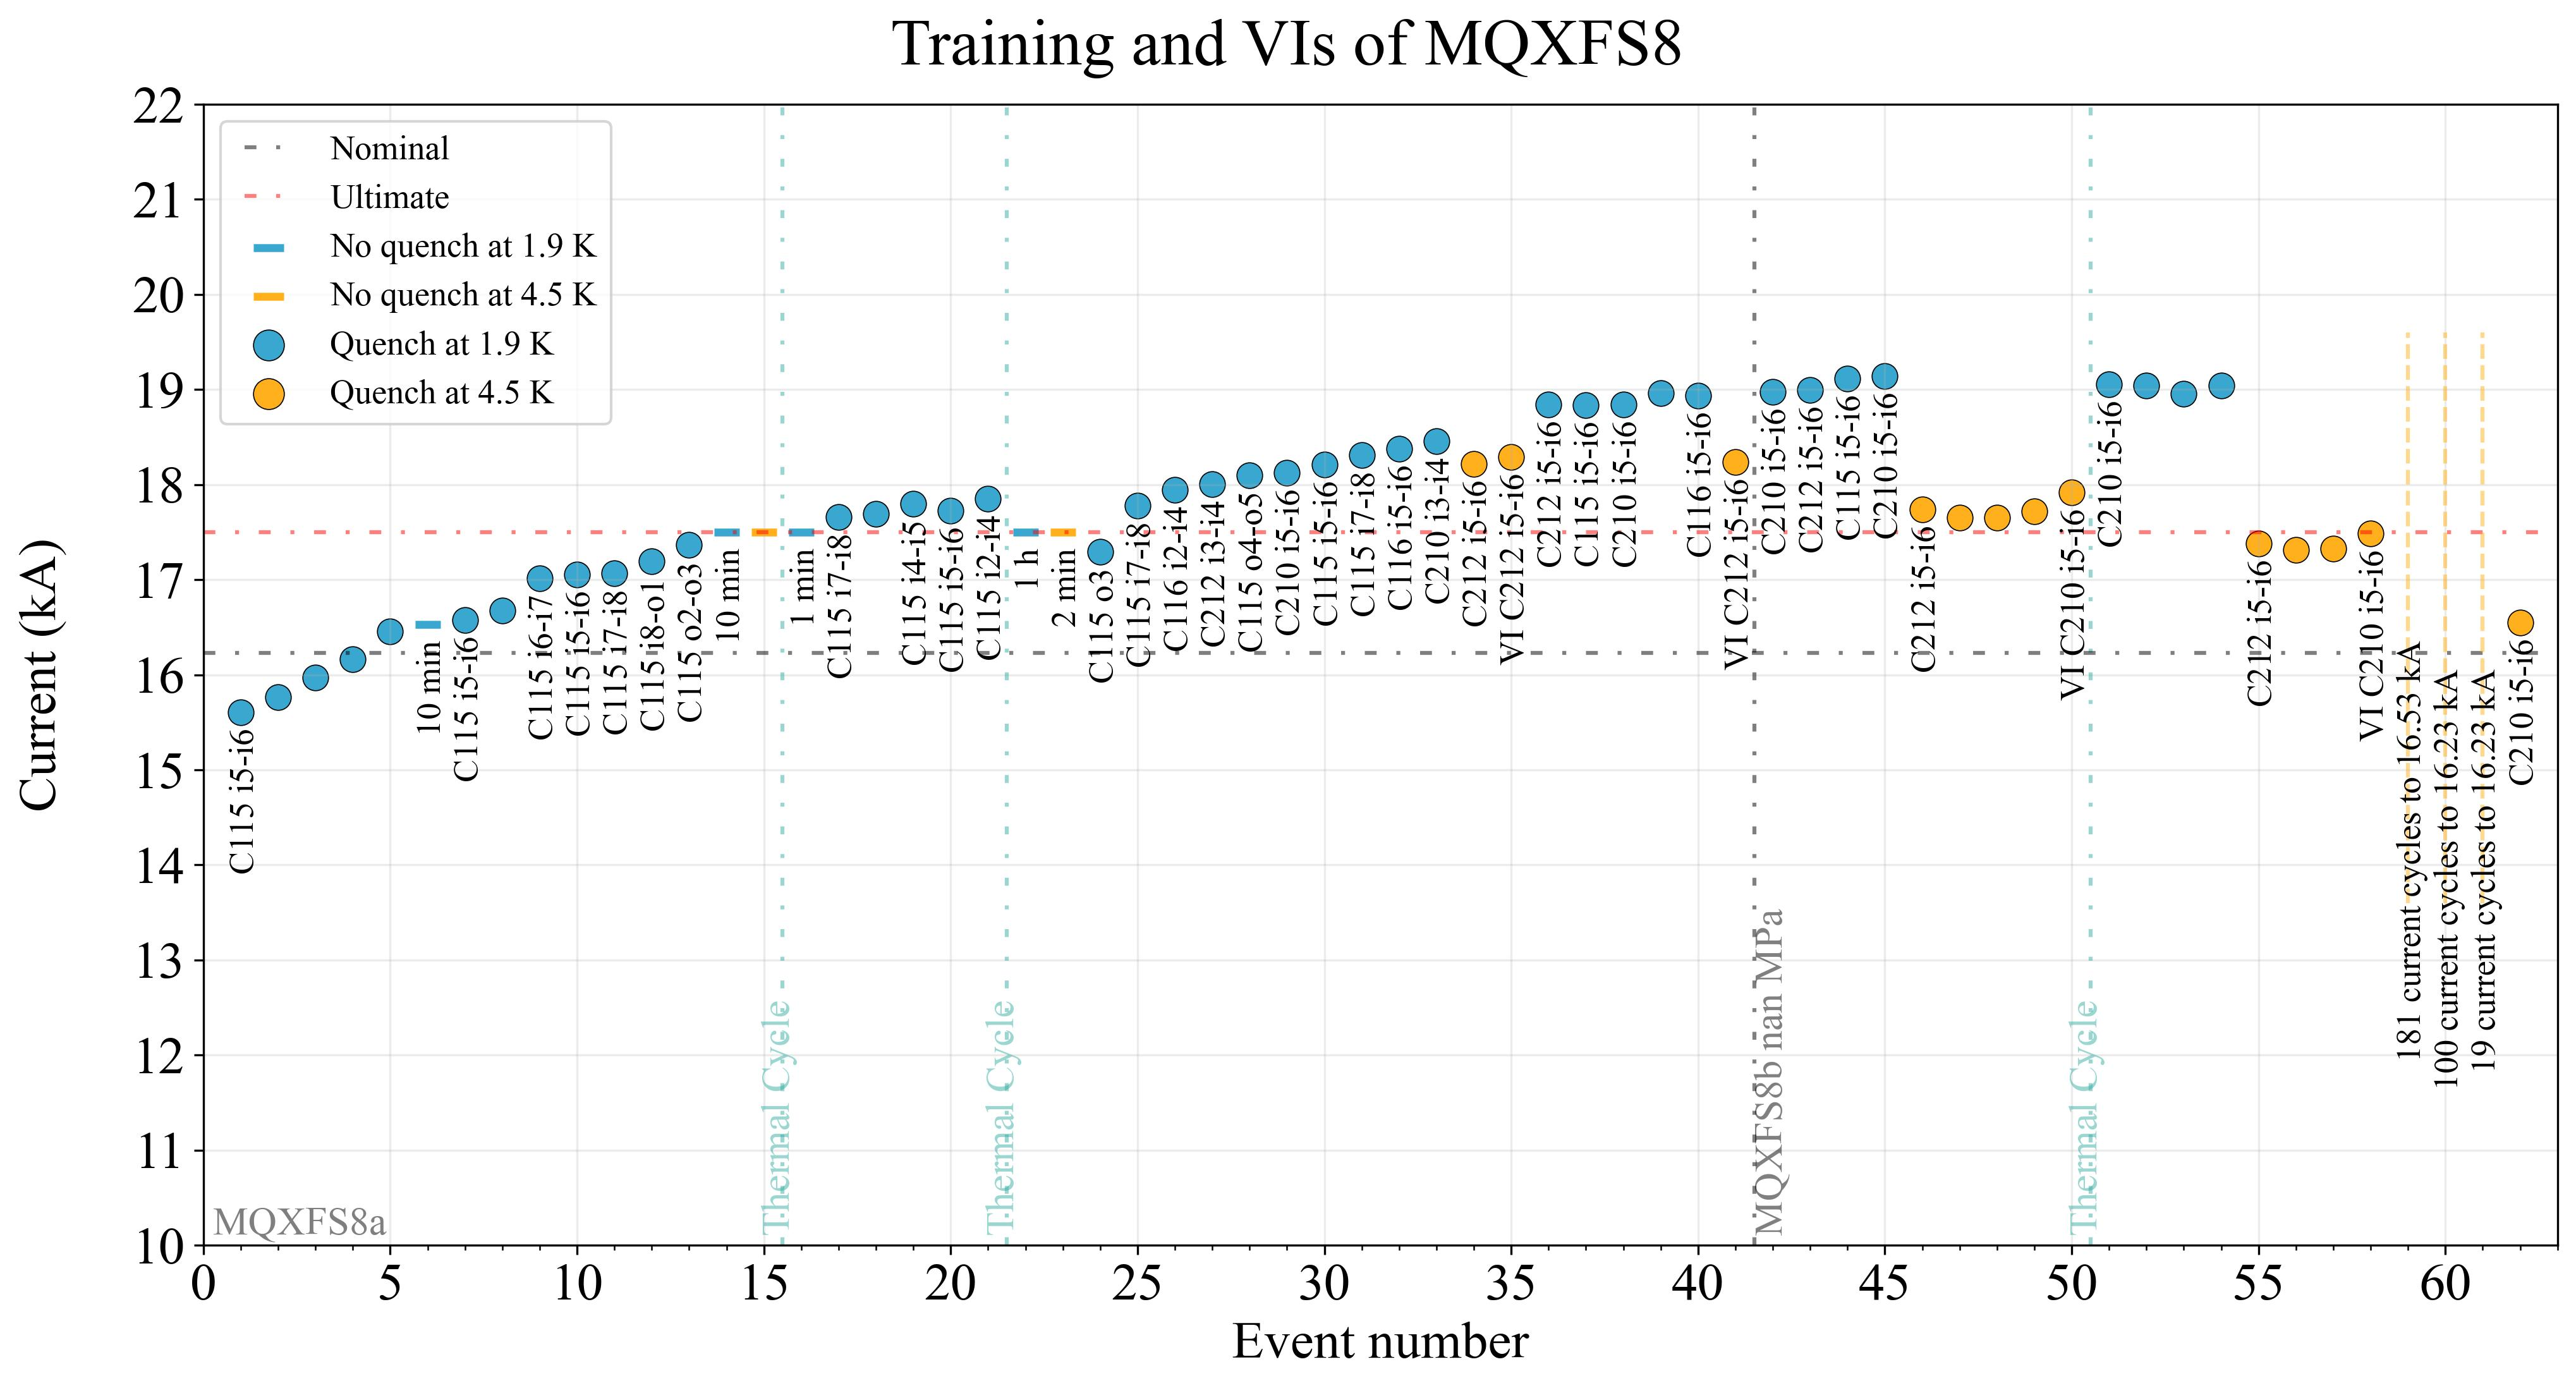 Training and VIs of MQXFS8
Current (kA)
22
21
20
19
18
17
16
15
14
13
12
11
10
Nominal
Ultimate
No quench at 1.9 K
No quench at 4.5 K
Quench at 1.9 K
Quench at 4.5 K
C115 i5-i6
10 min
C115 i5-i6
C115 i6-i7
C115 i5-i6
C115 i7-i8
C115 i8-o1
C115 o2-o3
10 min
1 min
C115 i7-i8
C115 i4-i5
C115 i5-i6
C115 i2-i4
1 h
2 min
C115 o3
C115 i7-i8
C116 i2-i4
C212 i3-i4
C115 o4-o5
C210 i5-i6
C115 i5-i6
C115 i7-i8
C116 i5-i6
C210 i3-i4
C212 i5-i6
VI C212 i5-i6
C212 i5-i6
C115 i5-i6
C210 i5-i6
C116 i5-i6
VI C212 i5-i6
C210 i5-i6
C212 i5-i6
C115 i5-i6
C210 i5-i6
C212 i5-i6
VI C210 i5-i6
C210 i5-i6
C212 i5-i6
VI C210 i5-i6
181 current cycles to 16.53 kA
100 current cycles to 16.23 kA
19 current cycles to 16.23 kA
C210 i5-i6
MQXFS8a
Thermal Cycle
Thermal Cycle
MQXFS8b nan MPa
Thermal Cycle
0
5
10
15
20
25
30
35
40
45
50
55
60
Event number